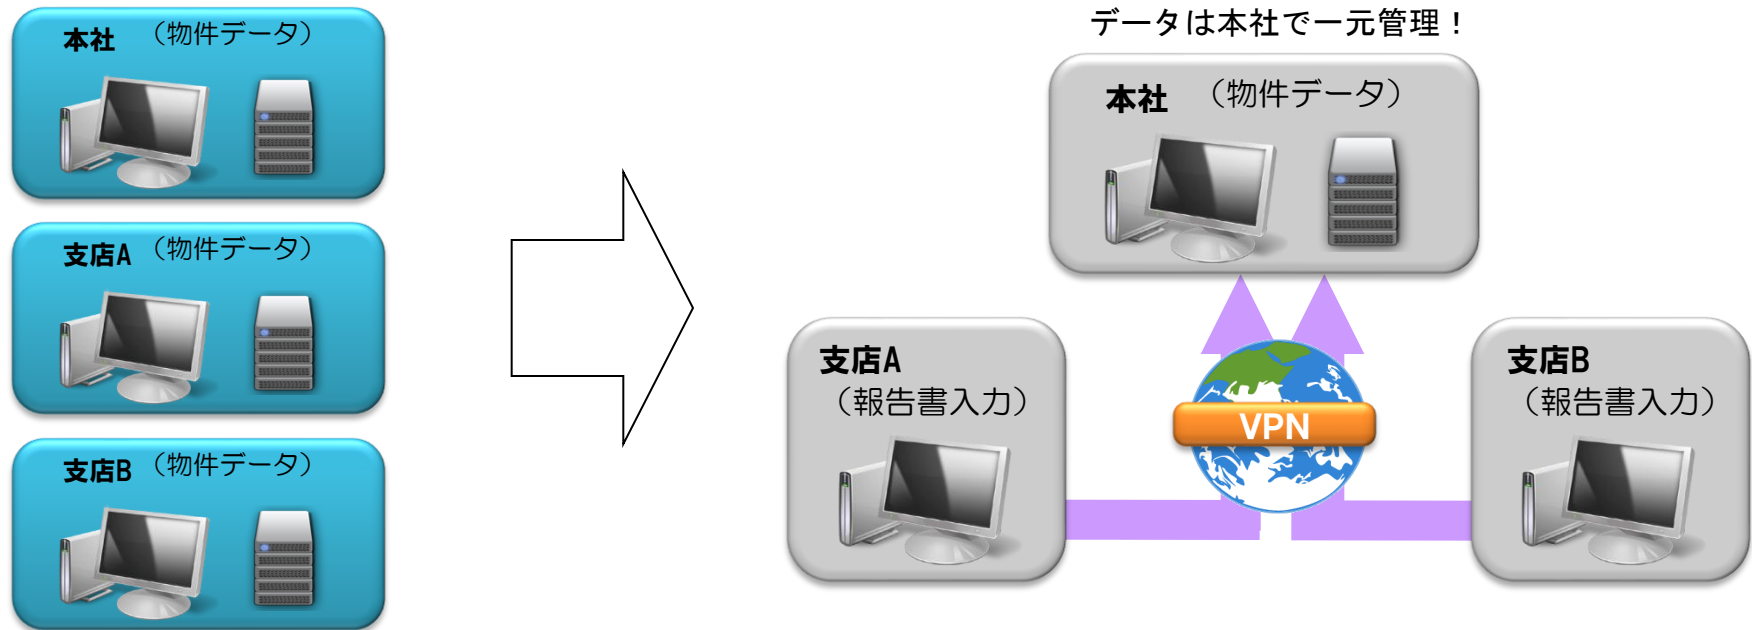 本社 （物件データ）
支店A （物件データ）
支店B （物件データ）
データは本社で一元管理！
本社 （物件データ）
支店A
（報告書入力）
VPN
支店B
（報告書入力）